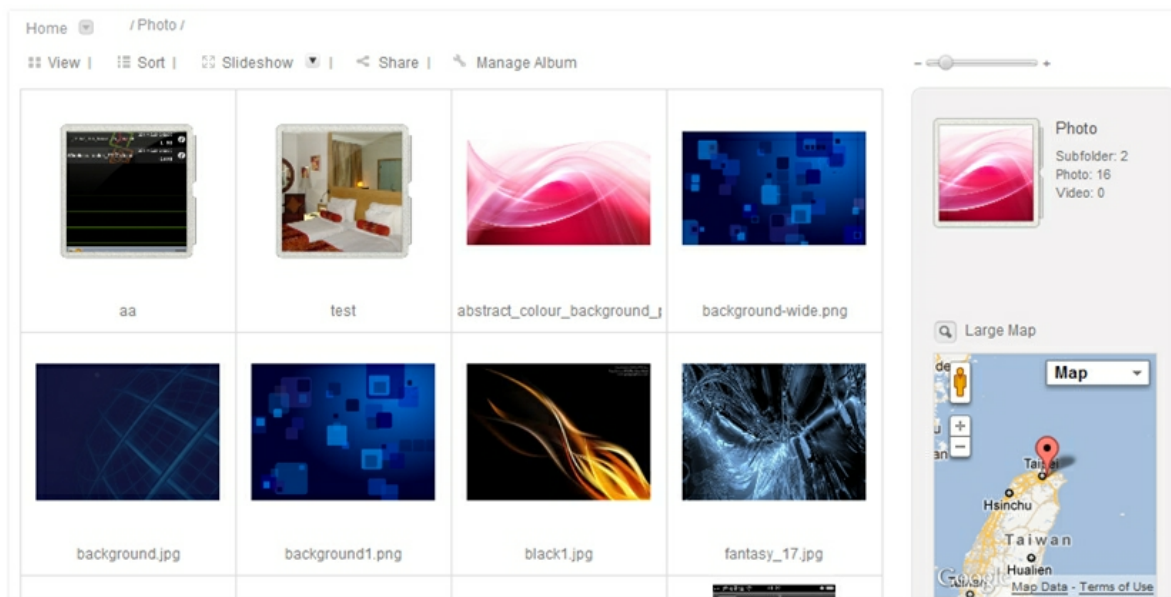 Home / Photo /
View | Sort | Slideshow | Share | Manage Album
- +
aa
test
abstract_colour_background_p
background-wide.png
Photo
Subfolder: 2
Photo: 16
Video: 0
Large Map
Map
+
-
Taipei
Hsinchu
Taiwan
Hualien
Google
Map Data - Terms of Use
background.jpg
background1.png
black1.jpg
fantasy_17.jpg